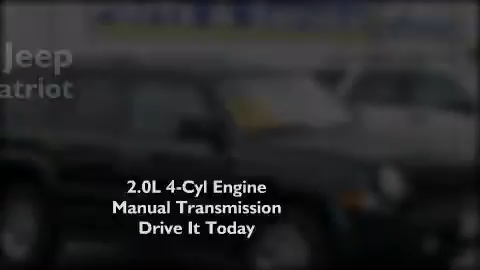 Jeep
atriot
2.0L 4-Cyl Engine
Manual Transmission
Drive It Today